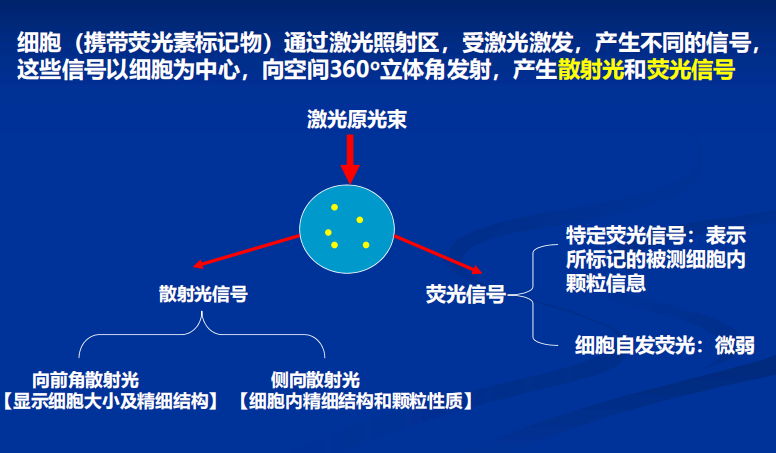 细胞（携带荧光素标记物）通过激光照射区，受激光激发，产生不同的信号，
这些信号以细胞为中心，向空间360º立体角发射，产生散射光和荧光信号
激光原光束
特定荧光信号：表示
所标记的被测细胞内
颗粒信息
散射光信号
荧光信号
细胞自发荧光：微弱
向前角散射光
【显示细胞大小及精细结构】
侧向散射光
【细胞内精细结构和颗粒性质】